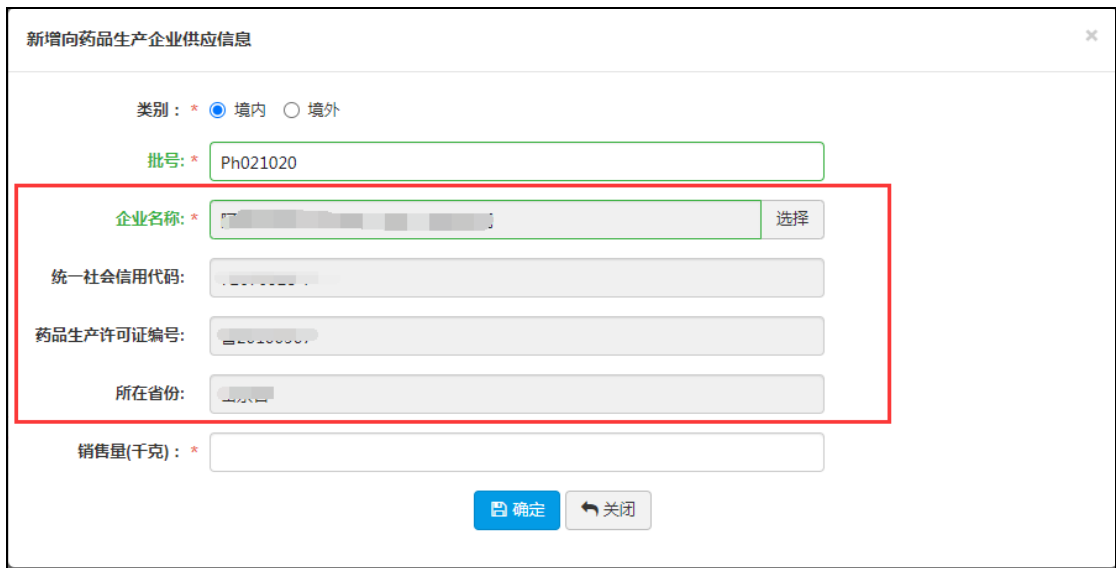 新增向药品生产企业供应信息 ×
类别： * 境内 境外
批号: * Ph021020
企业名称: * 选择
统一社会信用代码:
药品生产许可证编号:
所在省份:
销售量(千克)： *
确定 关闭